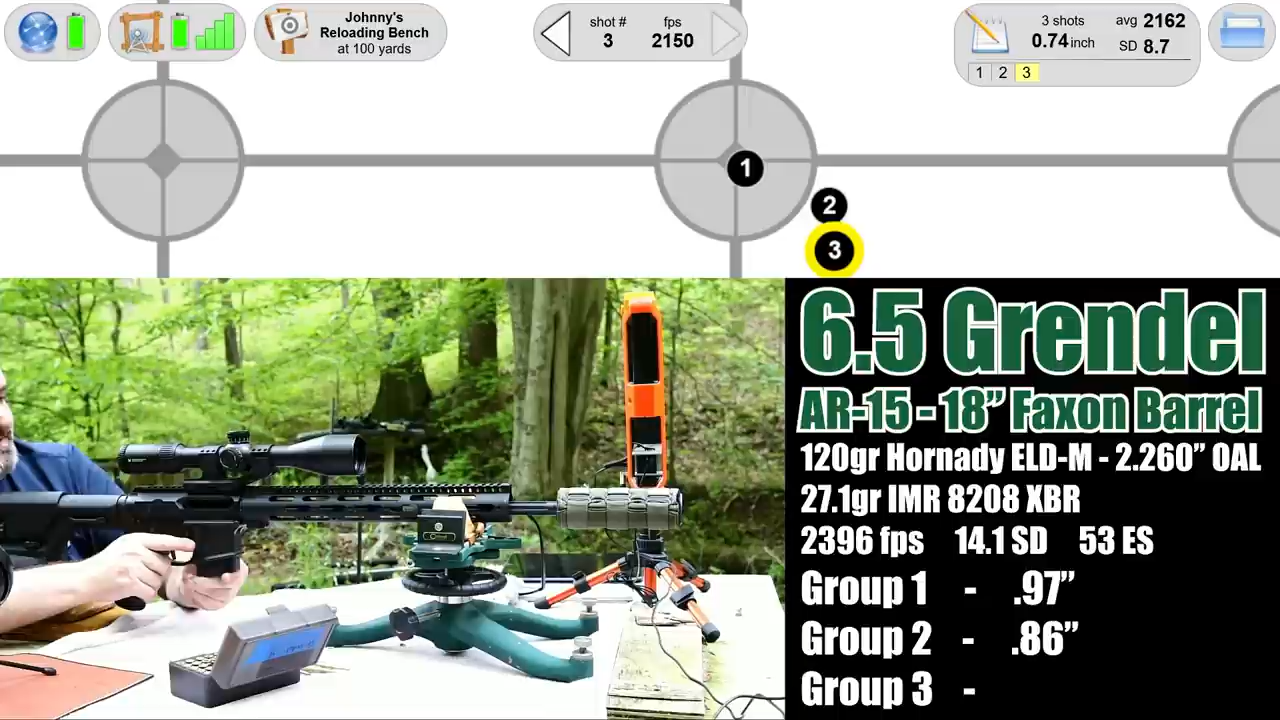 Johnny's
Reloading Bench
at 100 yards
shot #
3
fps
2150
3 shots
0.74 inch
avg 2162
SD 8.7
1 2 3
1
2
3
6.5 Grendel
AR-15 - 18” Faxon Barrel
120gr Hornady ELD-M - 2.260” OAL
27.1gr IMR 8208 XBR
2396 fps 14.1 SD 53 ES
Group 1 - .97”
Group 2 - .86”
Group 3 -